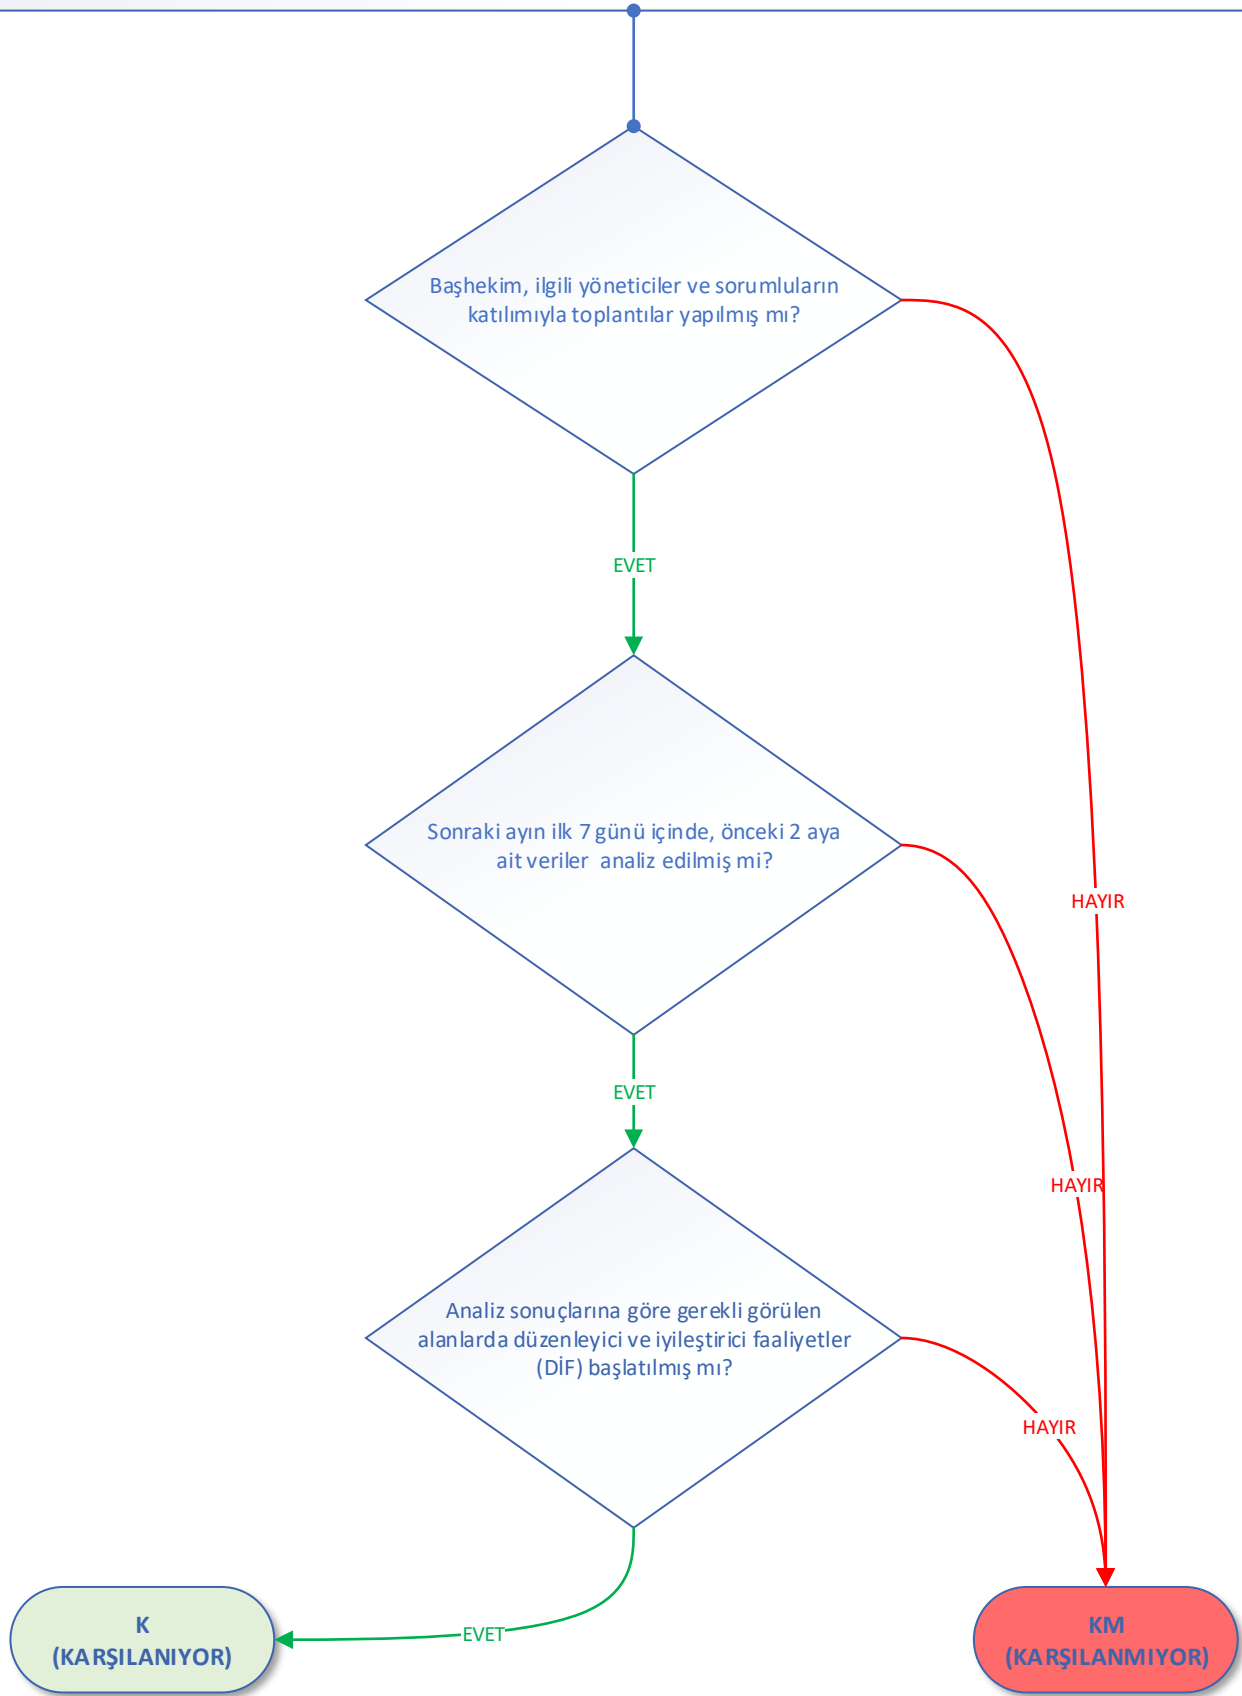 Başhekim, ilgili yöneticiler ve sorumluların
katılımıyla toplantılar yapılmış mı?
EVET
Sonraki ayın ilk 7 günü içinde, önceki 2 aya
ait veriler analiz edilmiş mi?
HAYIR
EVET
HAYIR
Analiz sonuçlarına göre gerekli görülen
alanlarda düzenleyici ve iyileştirici faaliyetler
(DİF) başlatılmış mı?
HAYIR
EVET
K
(KARŞILANIYOR)
KM
(KARŞILANMIYOR)